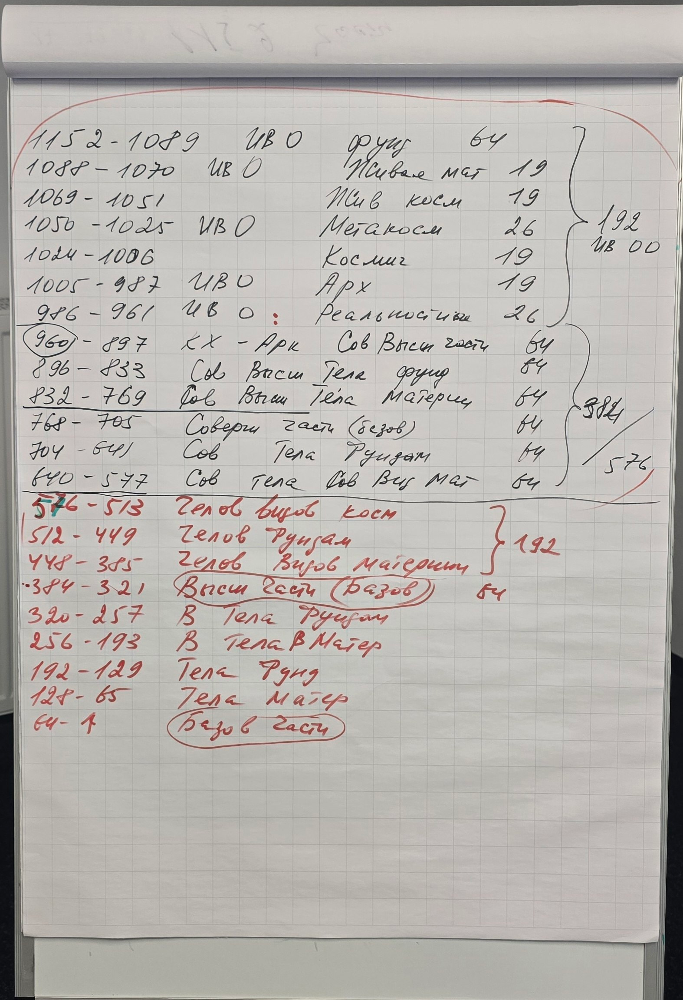 1152-1089 ИВО фунд 64
1088-1070 ИВО Живая мат 19
1069-1051 Жив косм 19
1050-1025 ИВО Метакосм 26
192
ИВ ОО
1024-1006 Космич 19
1005-987 ИВО Арх 19
986-961 ИВО: Реальностные 26
960-897 КХ-Арк Сов Высш части 64
896-833 Сов Высш Тела фунд 64
832-769 Сов Высш Тела материи 64
384
768-705 Соверш части (базов) 64
704-641 Сов Тела Фундам 64
576
640-577 Сов тела Сов Вид Мат 64
576-513 Челов видов косм
512-449 Челов Фундам
192
448-385 Челов Видов материи
384-321 Высш Части (Базов) 64
320-257 В Тела Фундам
256-193 В Тела В Матер
192-129 Тела Фунд
128-65 Тела Матер
64-1 Базов Части